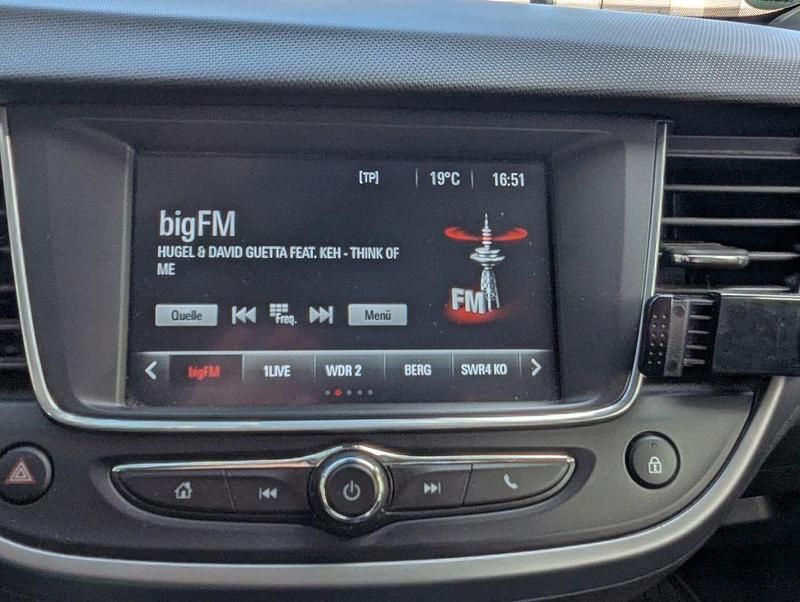 [TP] 19°C 16:51
bigFM
HUGEL & DAVID GUETTA FEAT. KEH - THINK OF
ME
FM
Quelle Freq. Menü
bigFM 1LIVE WDR 2 BERG SWR4 KO